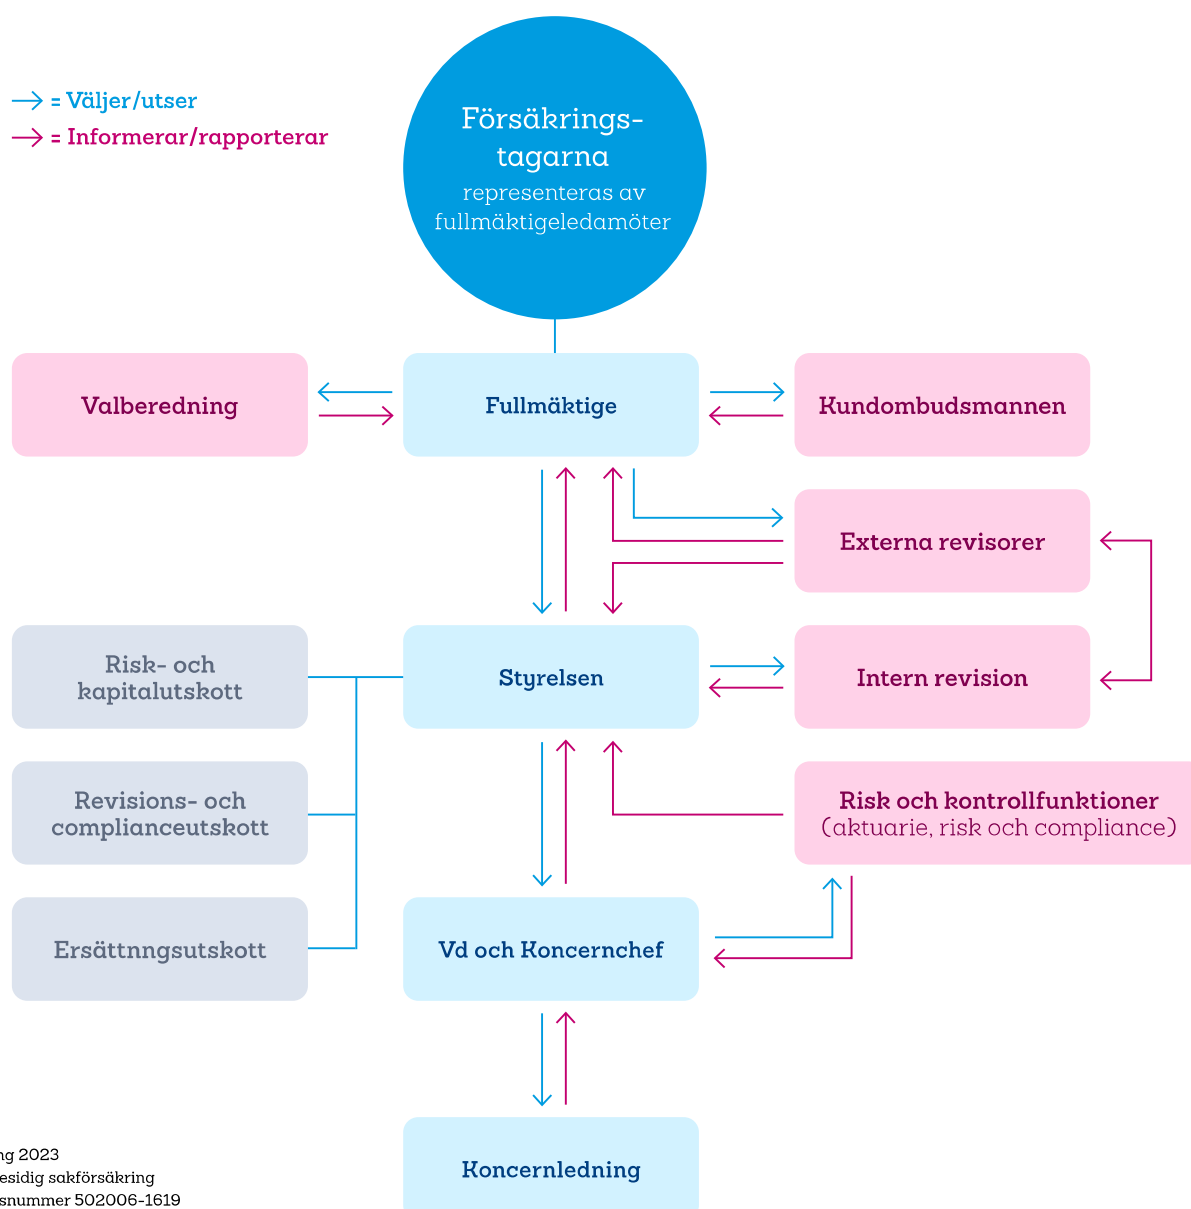 = Väljer/utser
= Informerar/rapporterar
Försäkrings-
tagarna
representeras av
fullmäktigeledamöter
Valberedning
Fullmäktige
Kundombudsmannen
Externa revisorer
Risk- och
kapitalutskott
Styrelsen
Intern revision
Revisions- och
complianceutskott
Risk och kontrollfunktioner
(aktuarie, risk och compliance)
Ersättnngsutskott
Vd och Koncernchef
Koncernledning
ng 2023
esidig sakförsäkring
snummer 502006-1619